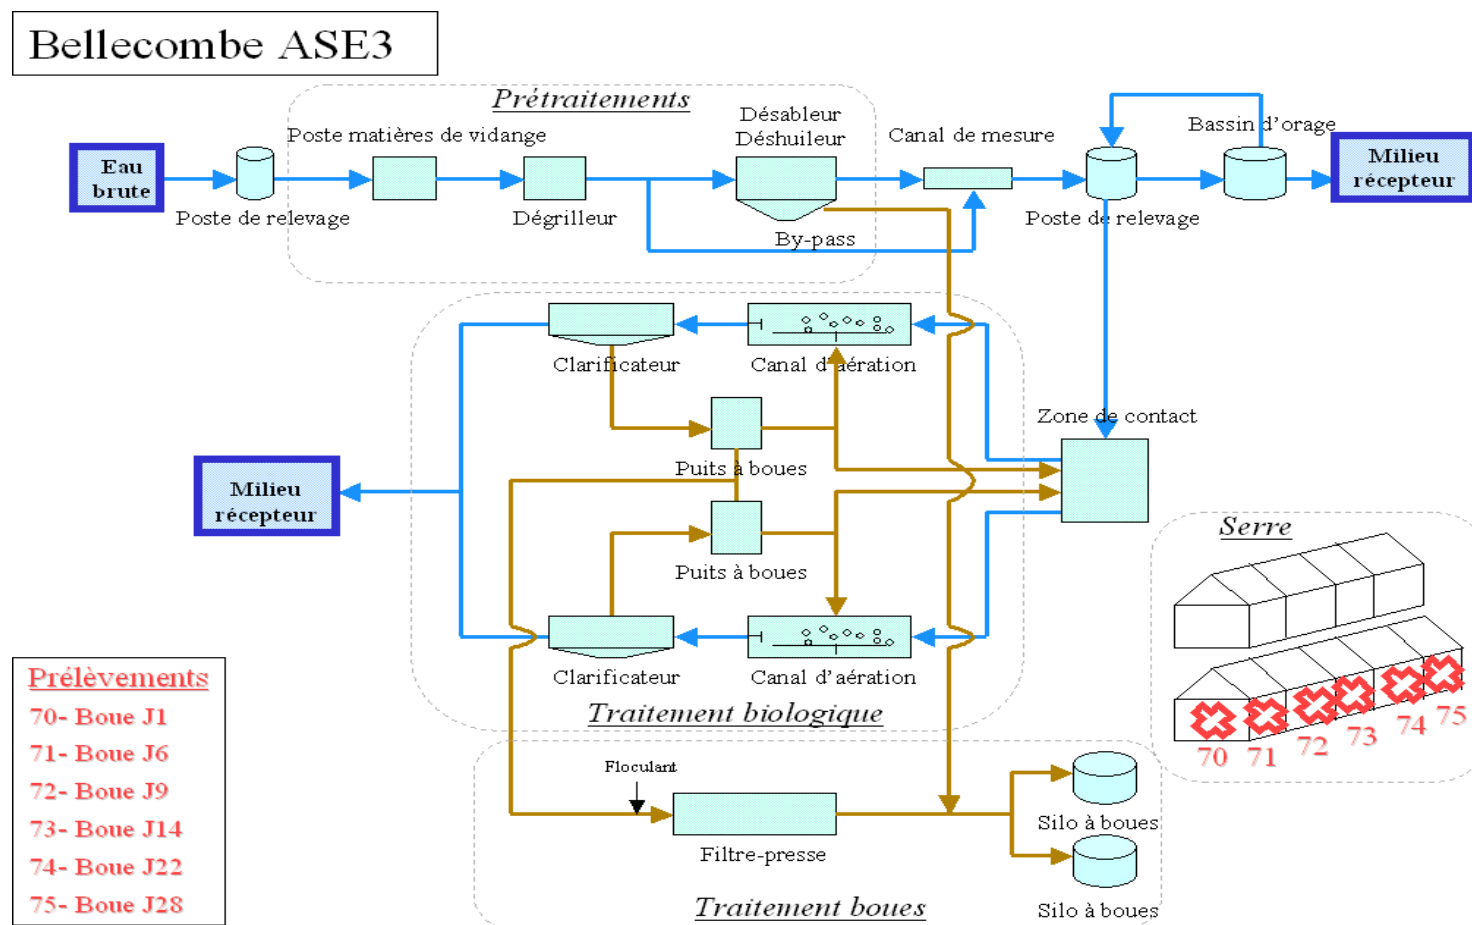 Bellecombe ASE3
Prétraitements
Eau
brute
Poste de relevage
Poste matières de vidange
Dégrilleur
Désableur
Déshuileur
By-pass
Canal de mesure
Poste de relevage
Bassin d'orage
Milieu
récepteur
Clarificateur
Canal d'aération
Zone de contact
Puits à boues
Milieu
récepteur
Puits à boues
Clarificateur
Canal d'aération
Traitement biologique
Serre
70
71
72
73
74
75
Prélèvements
70- Boue J1
71- Boue J6
72- Boue J9
73- Boue J14
74- Boue J22
75- Boue J28
Floculant
Filtre-presse
Silo à boues
Silo à boues
Traitement boues